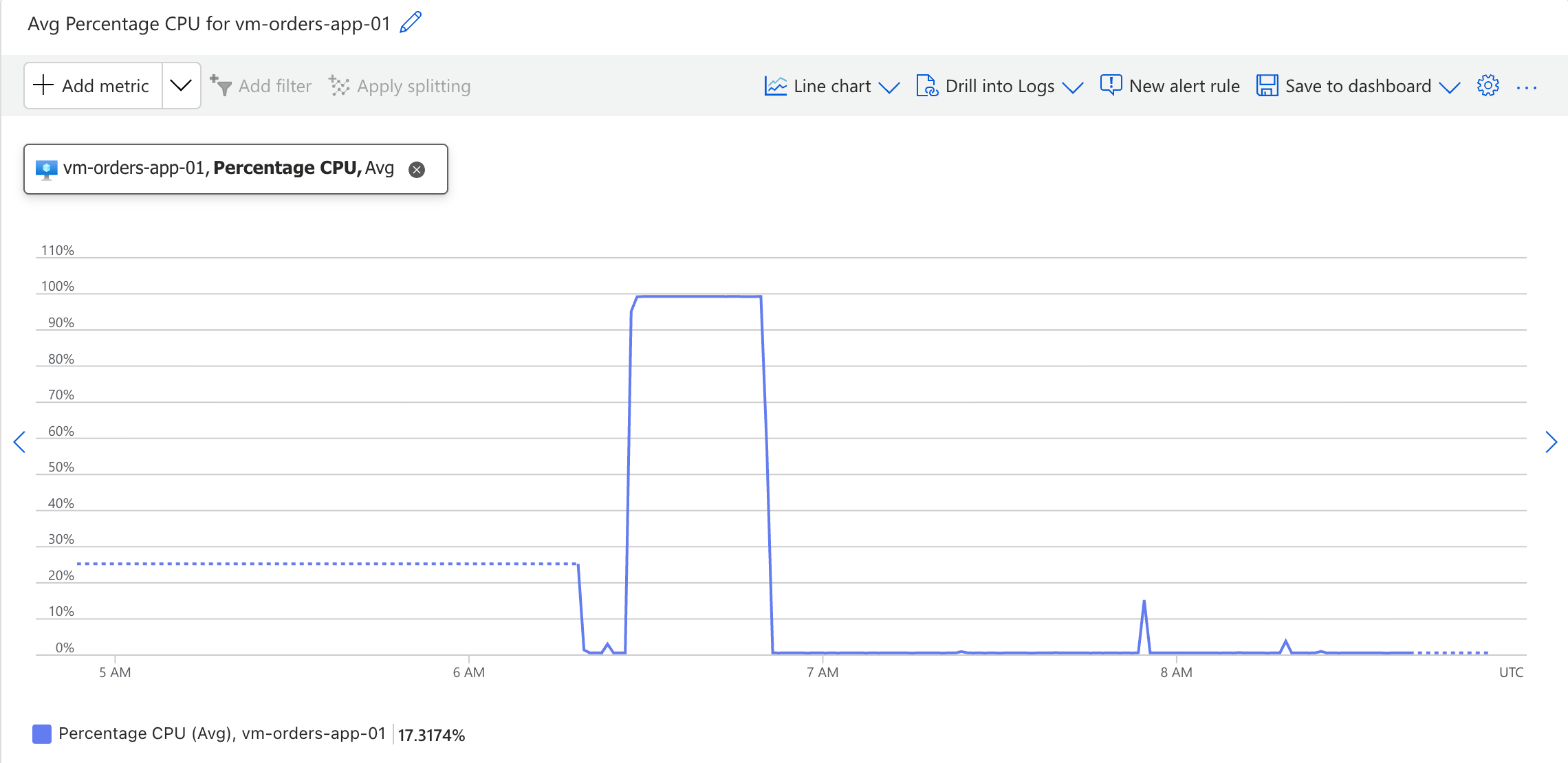 Avg Percentage CPU for vm-orders-app-01
Add metric Add filter Apply splitting Line chart Drill into Logs New alert rule Save to dashboard ...
vm-orders-app-01, Percentage CPU, Avg
110%
100%
90%
80%
70%
60%
50%
40%
30%
20%
10%
0%
5 AM 6 AM 7 AM 8 AM UTC
Percentage CPU (Avg), vm-orders-app-01 17.3174%